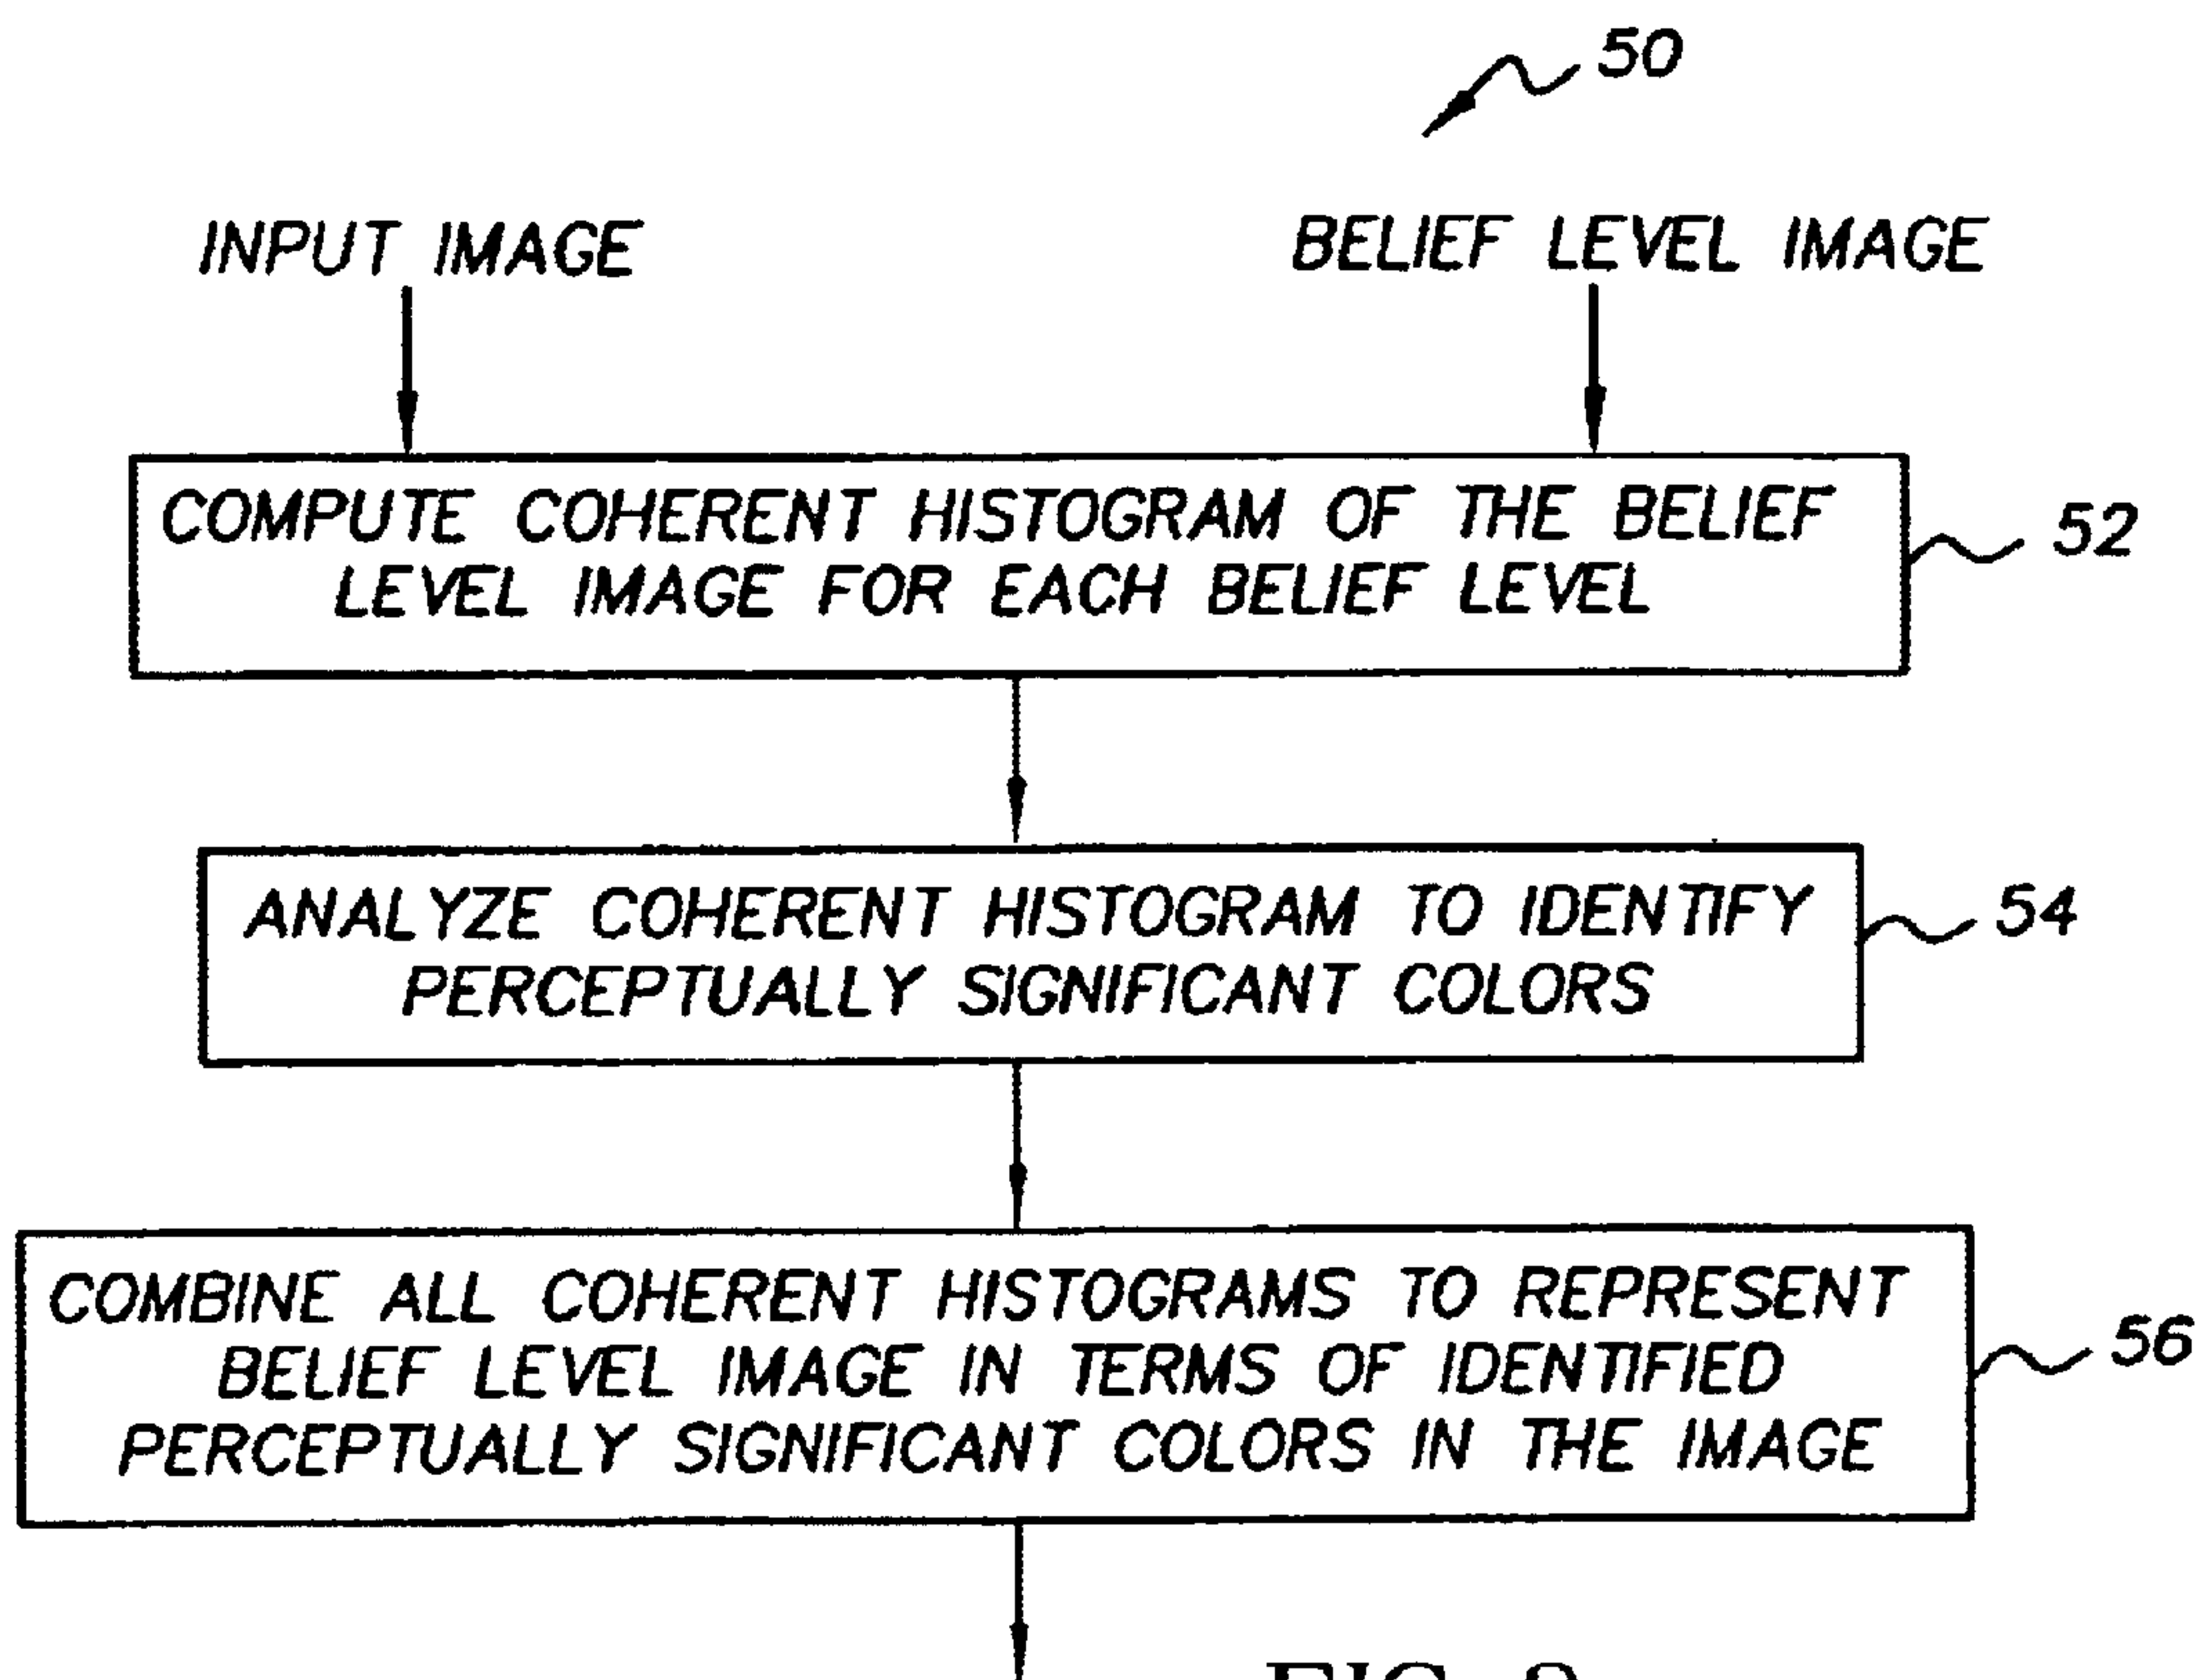 50
INPUT IMAGE
BELIEF LEVEL IMAGE
COMPUTE COHERENT HISTOGRAM OF THE BELIEF
LEVEL IMAGE FOR EACH BELIEF LEVEL
52
ANALYZE COHERENT HISTOGRAM TO IDENTIFY
PERCEPTUALLY SIGNIFICANT COLORS
54
COMBINE ALL COHERENT HISTOGRAMS TO REPRESENT
BELIEF LEVEL IMAGE IN TERMS OF IDENTIFIED
PERCEPTUALLY SIGNIFICANT COLORS IN THE IMAGE
56
FIG.